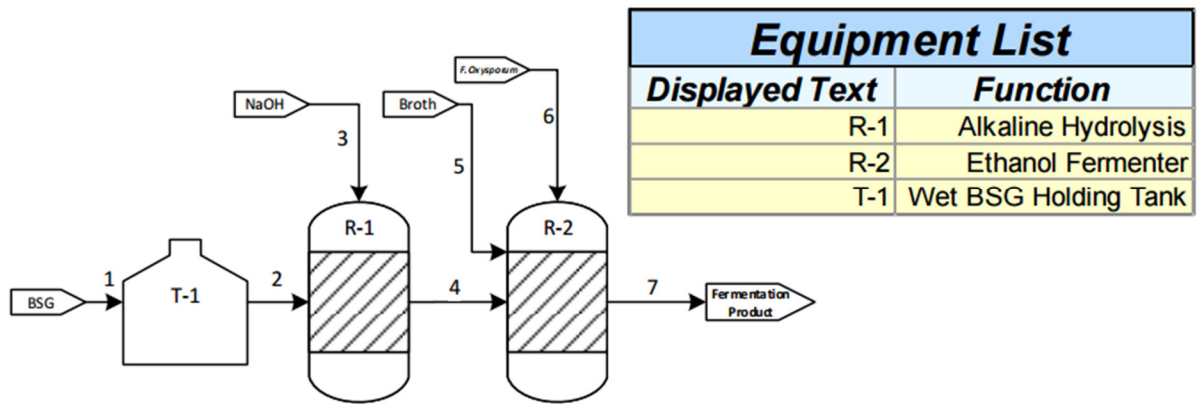 Equipment List
Displayed Text Function
R-1 Alkaline Hydrolysis
R-2 Ethanol Fermenter
T-1 Wet BSG Holding Tank
F. Oxysporum
NaOH
Broth
3
5
6
R-1
R-2
BSG
1
T-1
2
4
7
Fermentation
Product